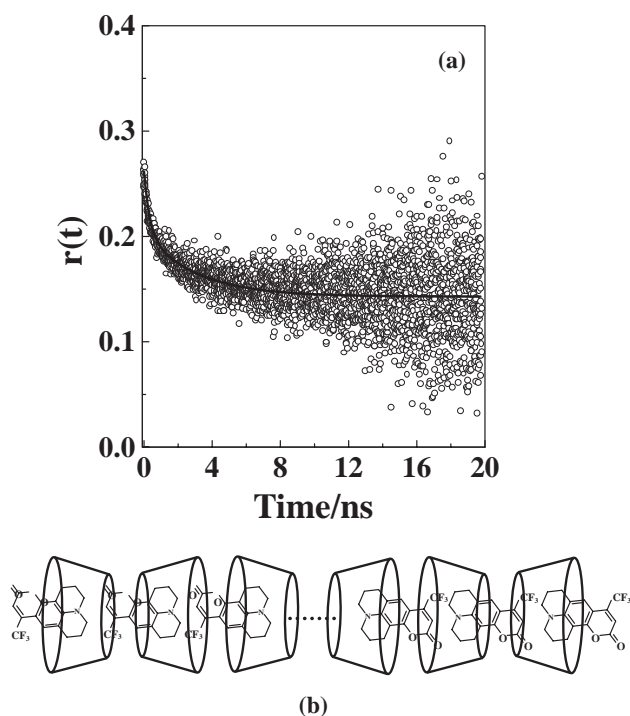 0.4
(a)
0.3
0.2
0.1
0.0
r(t)
0 4 8 12 16 20
Time/ns
O O N CF3
O O N CF3
O O N CF3
N CF3 O O
N CF3 O O
N CF3 O O
(b)